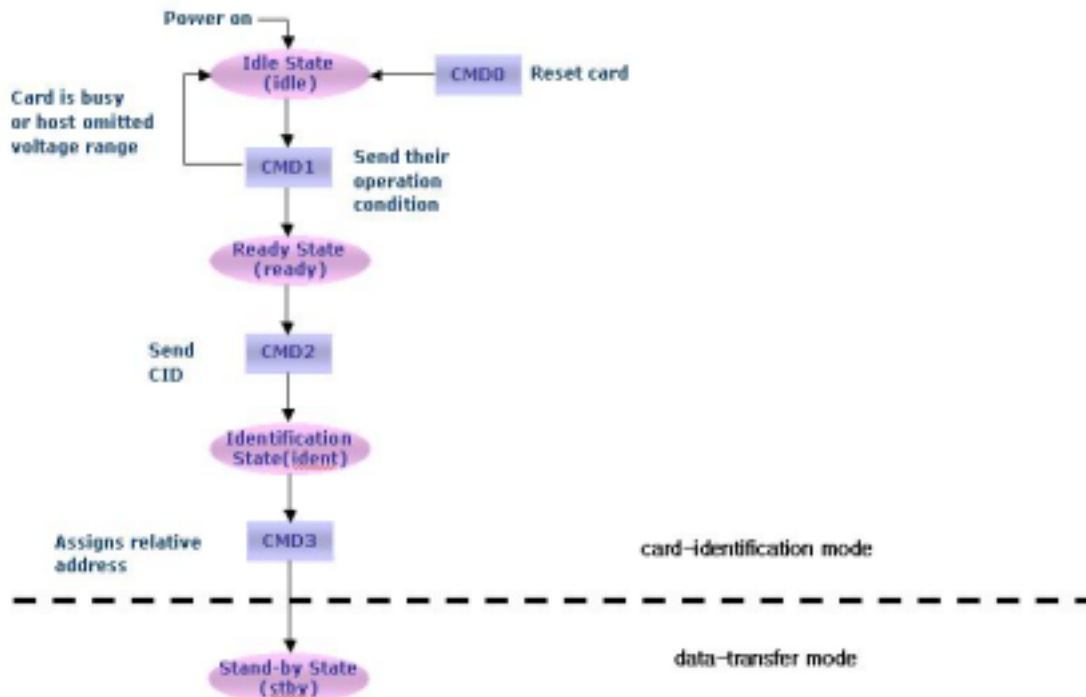 Power on
Idle State
(idle)
CMD0
Reset card
Card is busy
or host omitted
voltage range
CMD1
Send their
operation
condition
Ready State
(ready)
Send
CID
CMD2
Identification
State(ident)
Assigns relative
address
CMD3
card-identification mode
Stand-by State
(stby)
data-transfer mode